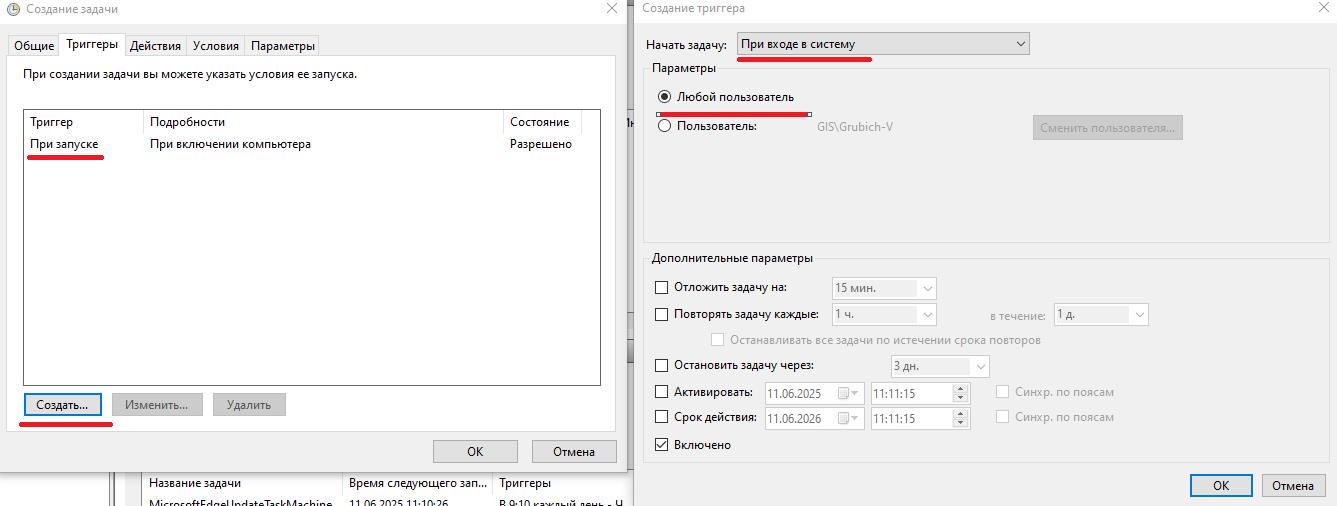 Создание задачи
Общие Триггеры Действия Условия Параметры
При создании задачи вы можете указать условия ее запуска.
Триггер Подробности Состояние
При запуске При включении компьютера Разрешено
Создать... Изменить... Удалить
OK Отмена
Название задачи Время следующего зап... Триггеры
MicrosoftEdgeUpdateTaskMachine 11.06.2025 11:10:26 В 9:10 каждый день - Ч
Создание триггера
Начать задачу: При входе в систему
Параметры
Любой пользователь
Пользователь: GIS\Grubich-V Сменить пользователя...
Дополнительные параметры
Отложить задачу на: 15 мин.
Повторять задачу каждые: 1 ч. в течение: 1 д.
Останавливать все задачи по истечении срока повторов
Остановить задачу через: 3 дн.
Активировать: 11.06.2025 11:11:15 Синхр. по поясам
Срок действия: 11.06.2026 11:11:15 Синхр. по поясам
Включено
OK Отмена